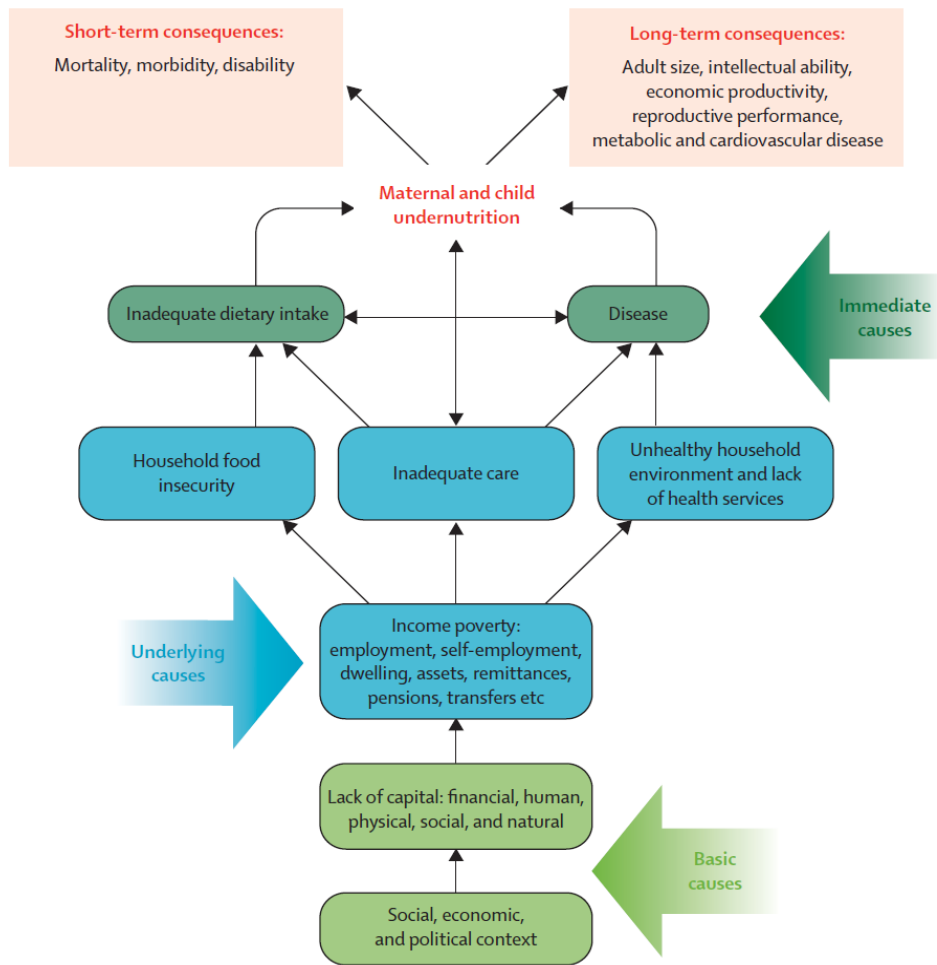 Short-term consequences:
Mortality, morbidity, disability
Long-term consequences:
Adult size, intellectual ability,
economic productivity,
reproductive performance,
metabolic and cardiovascular disease
Maternal and child
undernutrition
Inadequate dietary intake
Disease
Immediate
causes
Household food
insecurity
Inadequate care
Unhealthy household
environment and lack
of health services
Underlying
causes
Income poverty:
employment, self-employment,
dwelling, assets, remittances,
pensions, transfers etc
Lack of capital: financial, human,
physical, social, and natural
Basic
causes
Social, economic,
and political context